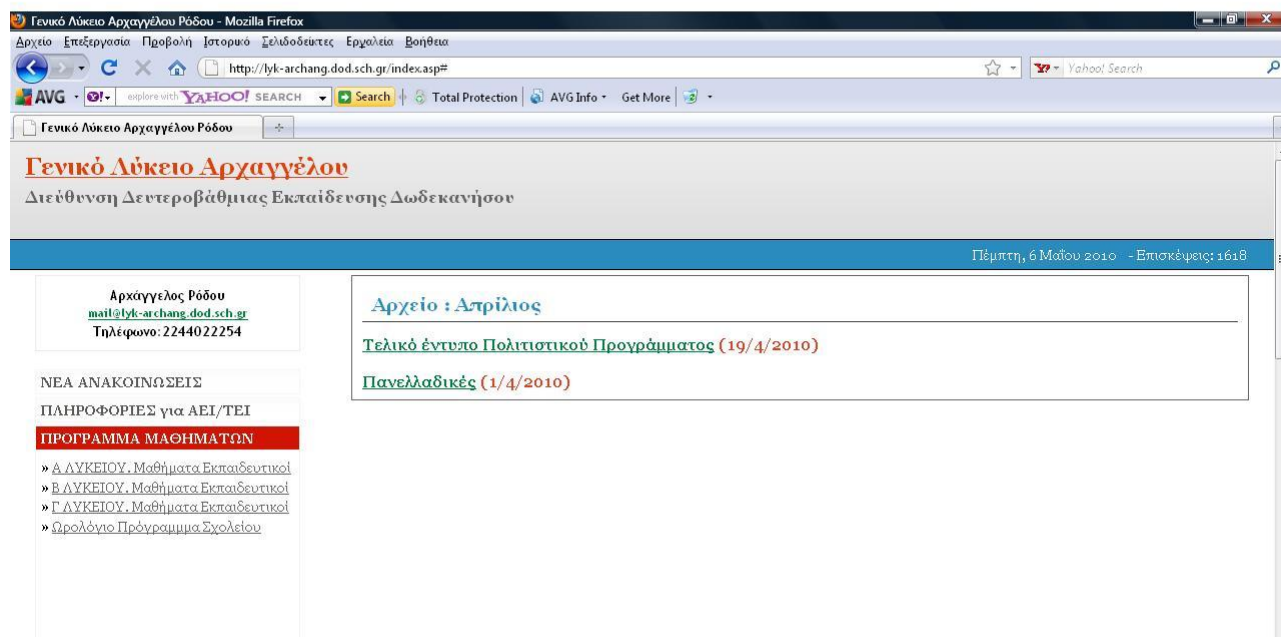 Γενικό Λύκειο Αρχαγγέλου Ρόδου - Mozilla Firefox
Αρχείο Επεξεργασία Προβολή Ιστορικό Σελιδοδείκτες Εργαλεία Βοήθεια
http://lyk-archang.dod.sch.gr/index.asp# Yahoo! Search
AVG explore with YAHOO! SEARCH Search Total Protection AVG Info Get More
Γενικό Λύκειο Αρχαγγέλου Ρόδου
Γενικό Λύκειο Αρχαγγέλου
Διεύθυνση Δευτεροβάθμιας Εκπαίδευσης Δωδεκανήσου
Πέμπτη, 6 Μαΐου 2010 - Επισκέψεις: 1618
Αρχάγγελος Ρόδου
mail@lyk-archang.dod.sch.gr
Τηλέφωνο: 2244022254
ΝΕΑ ΑΝΑΚΟΙΝΩΣΕΙΣ
ΠΛΗΡΟΦΟΡΙΕΣ για ΑΕΙ/ΤΕΙ
ΠΡΟΓΡΑΜΜΑ ΜΑΘΗΜΑΤΩΝ
» Α ΛΥΚΕΙΟΥ. Μαθήματα Εκπαιδευτικοί
» Β ΛΥΚΕΙΟΥ. Μαθήματα Εκπαιδευτικοί
» Γ ΛΥΚΕΙΟΥ. Μαθήματα Εκπαιδευτικοί
» Ωρολόγιο Πρόγραμμμα Σχολείου
Αρχείο : Απρίλιος
Τελικό έντυπο Πολιτιστικού Προγράμματος (19/4/2010)
Πανελλαδικές (1/4/2010)